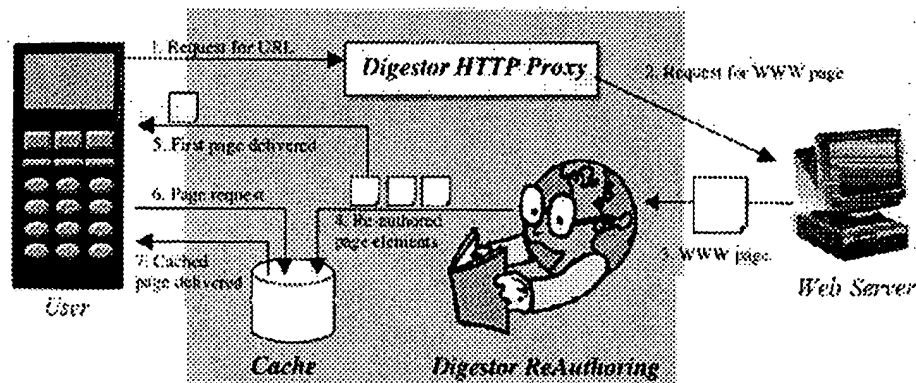 1. Request for URL
Digestor HTTP Proxy
2. Request for WWW page
5. First page delivered
6. Page request
4. Re-authored
page elements
3. WWW page
7. Cached
page delivered
User
Web Server
Cache
Digestor ReAuthoring